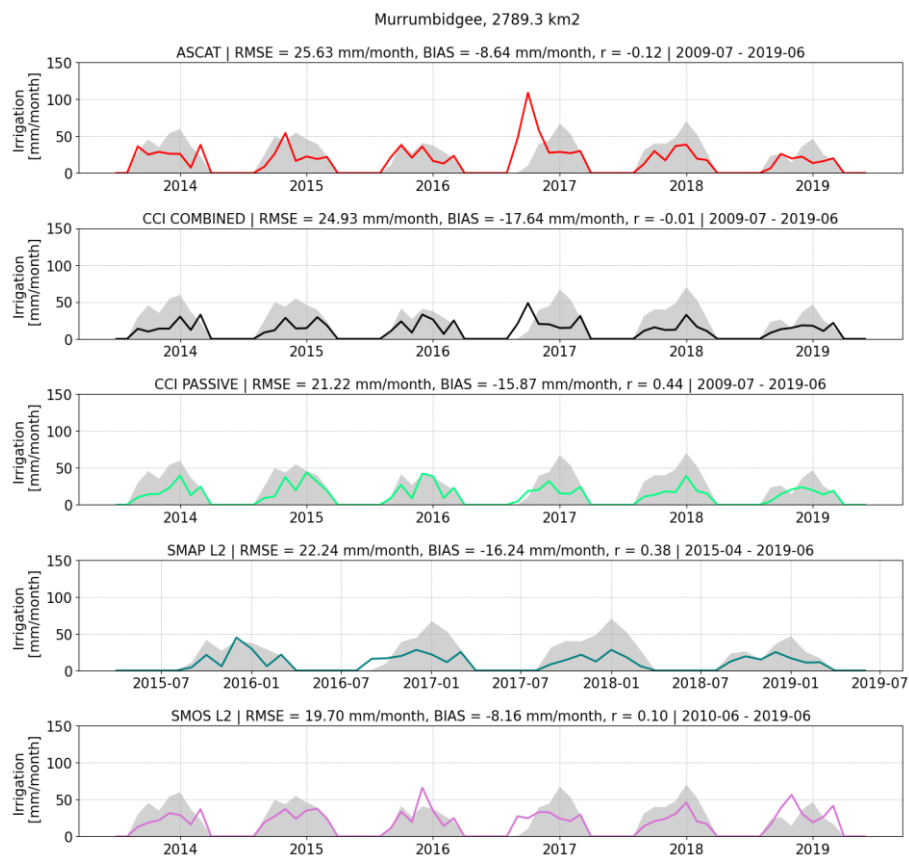 Murrumbidgee, 2789.3 km2
ASCAT | RMSE = 25.63 mm/month, BIAS = -8.64 mm/month, r = -0.12 | 2009-07 - 2019-06
Irrigation
[mm/month]
150
100
50
0
2014 2015 2016 2017 2018 2019
CCI COMBINED | RMSE = 24.93 mm/month, BIAS = -17.64 mm/month, r = -0.01 | 2009-07 - 2019-06
Irrigation
[mm/month]
150
100
50
0
2014 2015 2016 2017 2018 2019
CCI PASSIVE | RMSE = 21.22 mm/month, BIAS = -15.87 mm/month, r = 0.44 | 2009-07 - 2019-06
Irrigation
[mm/month]
150
100
50
0
2014 2015 2016 2017 2018 2019
SMAP L2 | RMSE = 22.24 mm/month, BIAS = -16.24 mm/month, r = 0.38 | 2015-04 - 2019-06
Irrigation
[mm/month]
150
100
50
0
2015-07 2016-01 2016-07 2017-01 2017-07 2018-01 2018-07 2019-01 2019-07
SMOS L2 | RMSE = 19.70 mm/month, BIAS = -8.16 mm/month, r = 0.10 | 2010-06 - 2019-06
Irrigation
[mm/month]
150
100
50
0
2014 2015 2016 2017 2018 2019